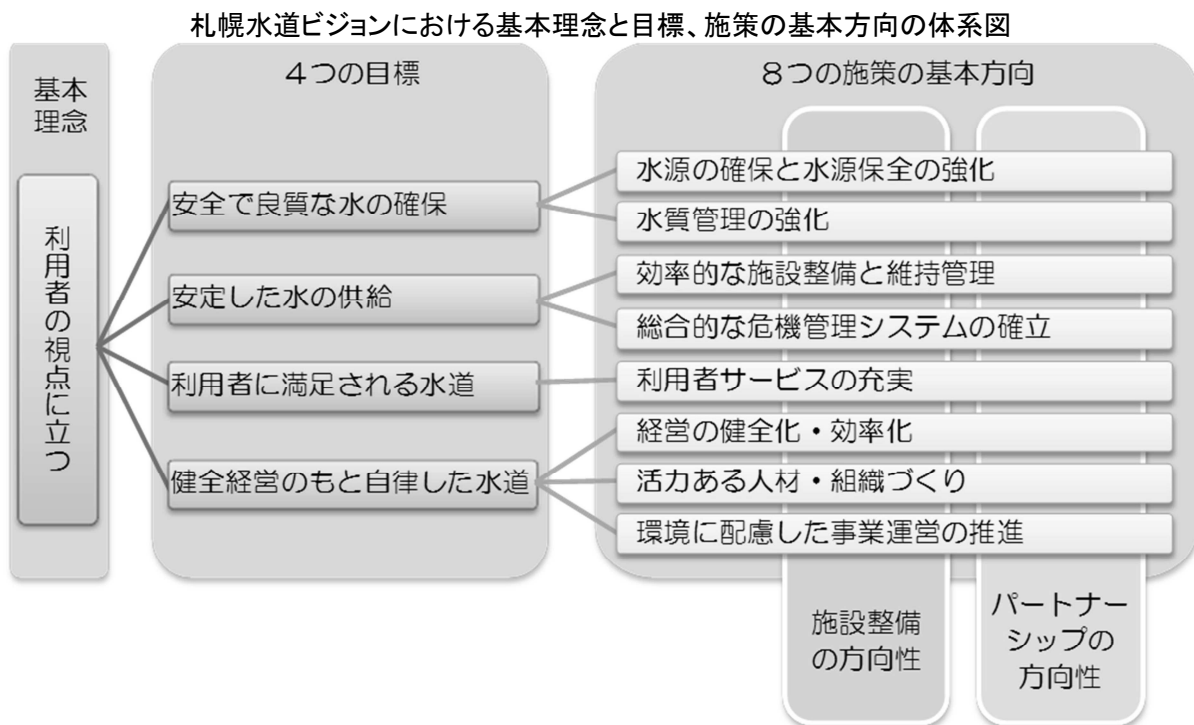 札幌水道ビジョンにおける基本理念と目標、施策の基本方向の体系図
基本
理念
利用者の視点に立つ
4つの目標
安全で良質な水の確保
安定した水の供給
利用者に満足される水道
健全経営のもと自律した水道
8つの施策の基本方向
水源の確保と水源保全の強化
水質管理の強化
効率的な施設整備と維持管理
総合的な危機管理システムの確立
利用者サービスの充実
経営の健全化・効率化
活力ある人材・組織づくり
環境に配慮した事業運営の推進
施設整備
の方向性
パートナー
シップの
方向性